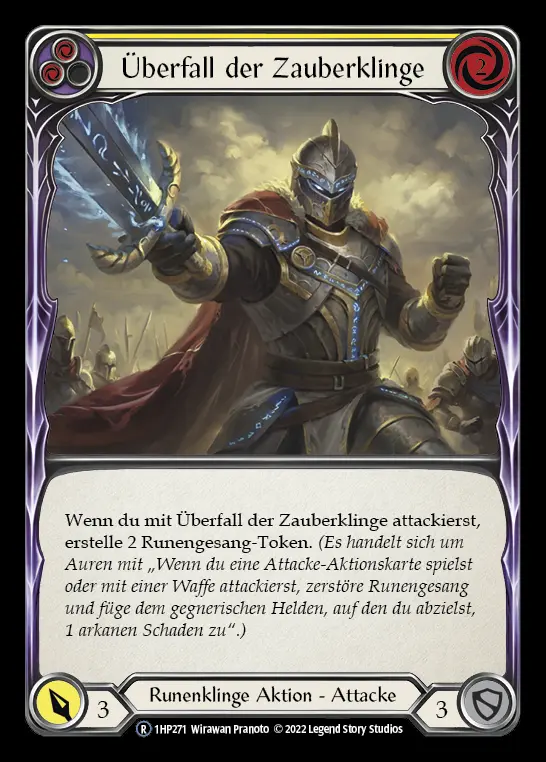 Überfall der Zauberklinge
2
Wenn du mit Überfall der Zauberklinge attackierst,
erstelle 2 Runengesang-Token. (Es handelt sich um
Auren mit „Wenn du eine Attacke-Aktionskarte spielst
oder mit einer Waffe attackierst, zerstöre Runengesang
und füge dem gegnerischen Helden, auf den du abzielst,
1 arkanen Schaden zu“.)
3
Runenklinge Aktion - Attacke
3
R 1HP271 Wirawan Pranoto © 2022 Legend Story Studios